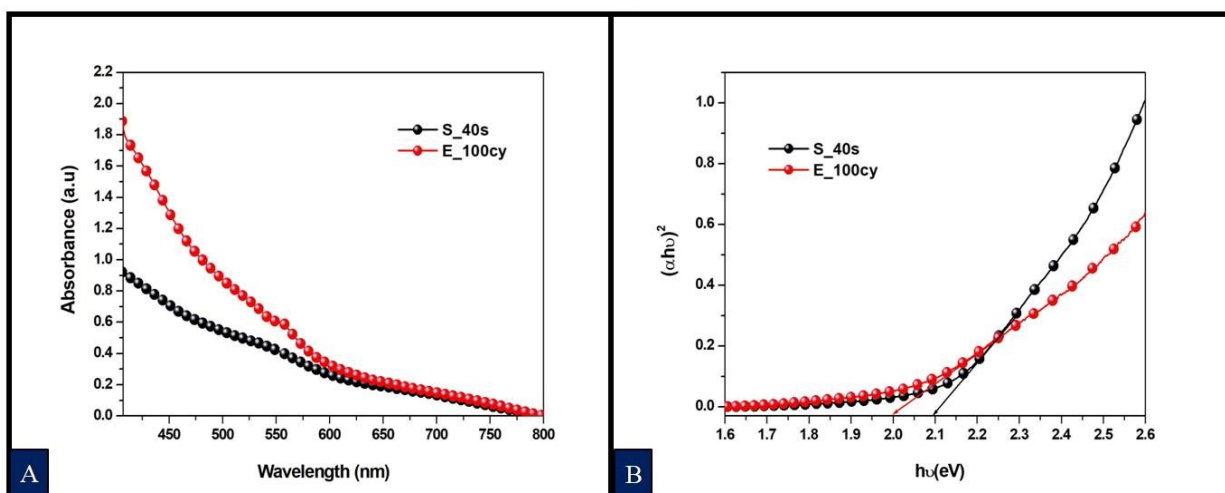 2.2
2.0
1.8
1.6
1.4
1.2
1.0
0.8
0.6
0.4
0.2
0.0
Absorbance (a.u)
S_40s
E_100cy
450 500 550 600 650 700 750 800
Wavelength (nm)
A
1.0
0.8
0.6
0.4
0.2
0.0
(αhυ)²
S_40s
E_100cy
1.6 1.7 1.8 1.9 2.0 2.1 2.2 2.3 2.4 2.5 2.6
hυ(eV)
B